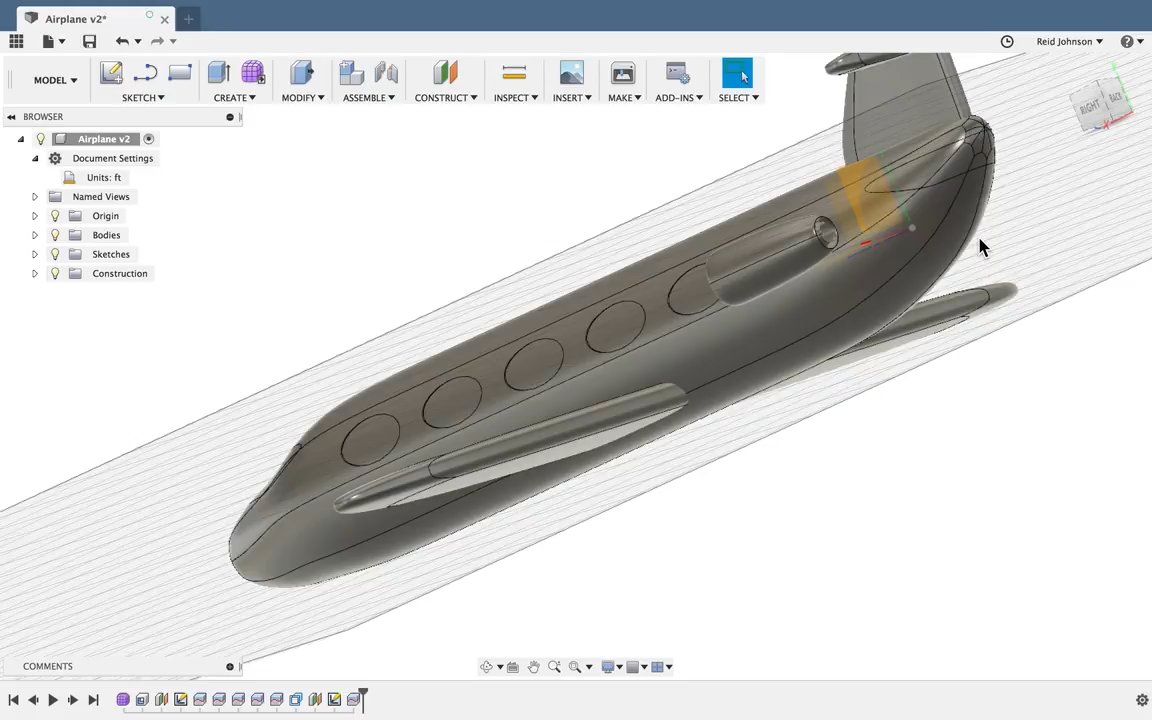 Airplane v2*
Reid Johnson
MODEL
SKETCH
CREATE
MODIFY
ASSEMBLE
CONSTRUCT
INSPECT
INSERT
MAKE
ADD-INS
SELECT
BROWSER
Airplane v2
Document Settings
Units: ft
Named Views
Origin
Bodies
Sketches
Construction
RIGHT
BACK
X
COMMENTS